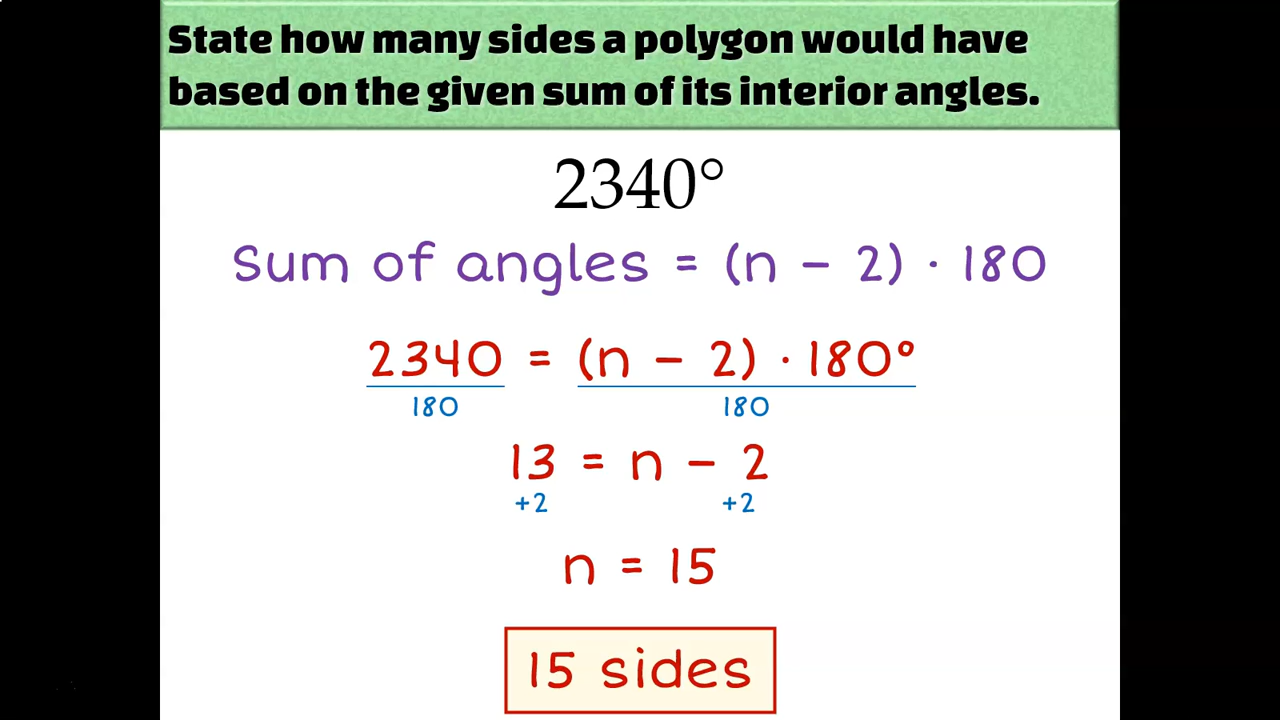 State how many sides a polygon would have
based on the given sum of its interior angles.
2340°
Sum of angles = (n − 2) · 180
2340 = (n − 2) · 180°
180 180
13 = n − 2
+2 +2
n = 15
15 sides